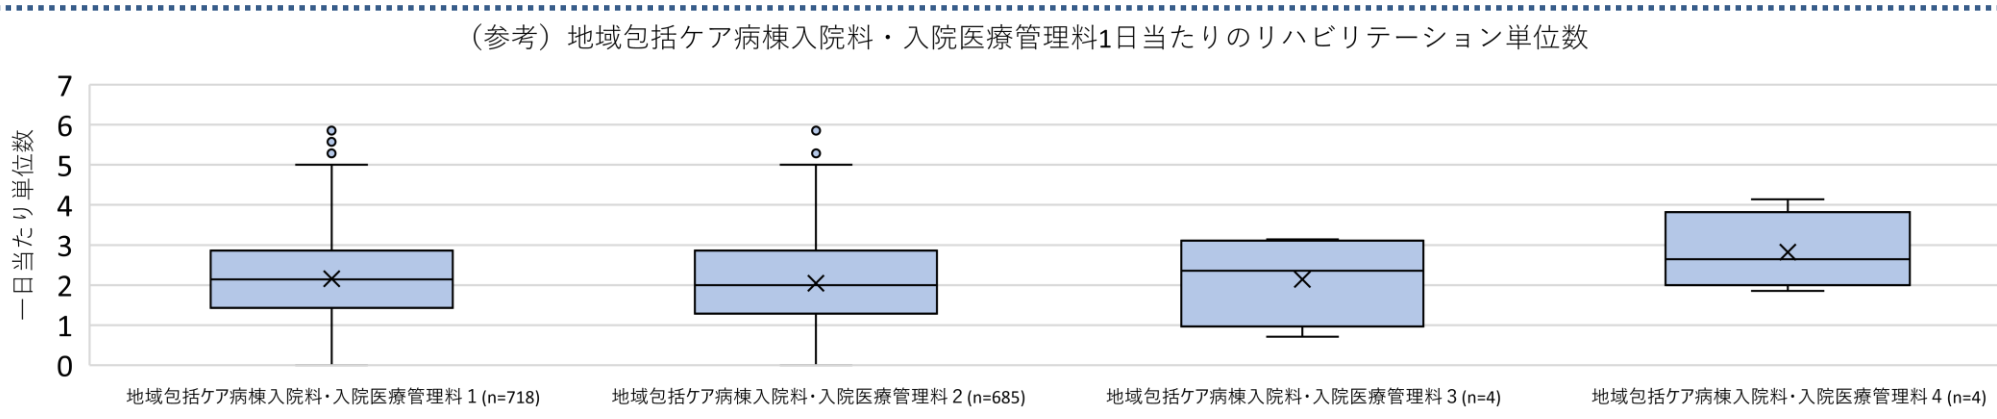 （参考）地域包括ケア病棟入院料・入院医療管理料1日当たりのリハビリテーション単位数
一日当たり単位数
7
6
5
4
3
2
1
0
地域包括ケア病棟入院料・入院医療管理料１(n=718)
地域包括ケア病棟入院料・入院医療管理料２(n=685)
地域包括ケア病棟入院料・入院医療管理料３(n=4)
地域包括ケア病棟入院料・入院医療管理料４(n=4)